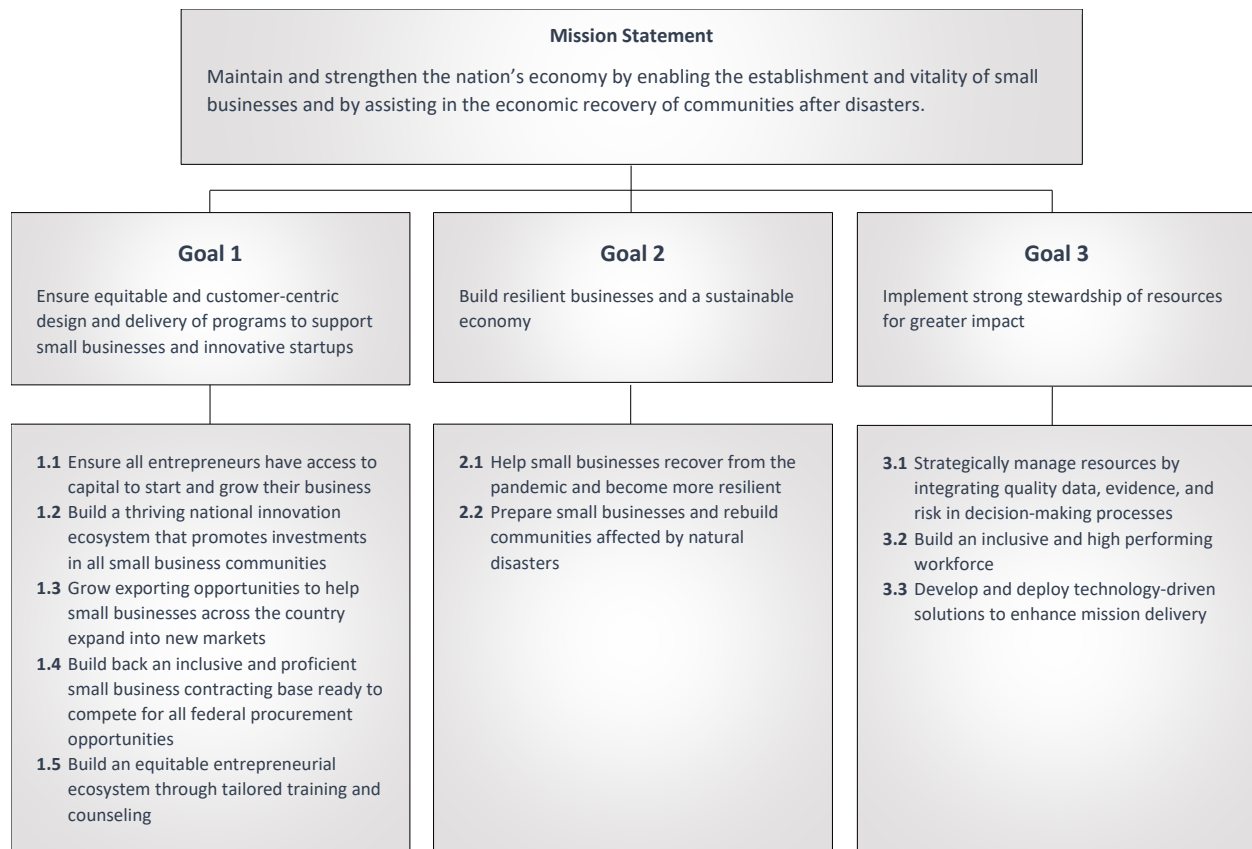 Mission Statement
Maintain and strengthen the nation’s economy by enabling the establishment and vitality of small
businesses and by assisting in the economic recovery of communities after disasters.
Goal 1
Ensure equitable and customer-centric
design and delivery of programs to support
small businesses and innovative startups
Goal 2
Build resilient businesses and a sustainable
economy
Goal 3
Implement strong stewardship of resources
for greater impact
1.1 Ensure all entrepreneurs have access to
capital to start and grow their business
1.2 Build a thriving national innovation
ecosystem that promotes investments
in all small business communities
1.3 Grow exporting opportunities to help
small businesses across the country
expand into new markets
1.4 Build back an inclusive and proficient
small business contracting base ready to
compete for all federal procurement
opportunities
1.5 Build an equitable entrepreneurial
ecosystem through tailored training and
counseling
2.1 Help small businesses recover from the
pandemic and become more resilient
2.2 Prepare small businesses and rebuild
communities affected by natural
disasters
3.1 Strategically manage resources by
integrating quality data, evidence, and
risk in decision-making processes
3.2 Build an inclusive and high performing
workforce
3.3 Develop and deploy technology-driven
solutions to enhance mission delivery